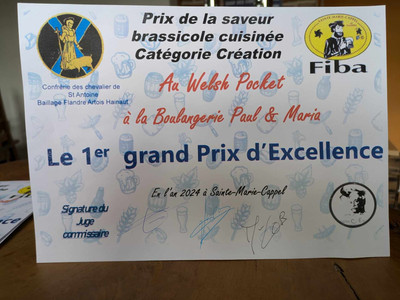 Prix de la saveur
brassicole cuisinée
Catégorie Création
Fiba
Confrérie des chevalier de
St Antoine
Bailliage Flandre Artois Hainaut
Au Welsh Pocket
à la Boulangerie Paul & Maria
Le 1er grand Prix d'Excellence
En l'an 2024 à Sainte-Marie-Cappel
Signature du
Juge
commissaire